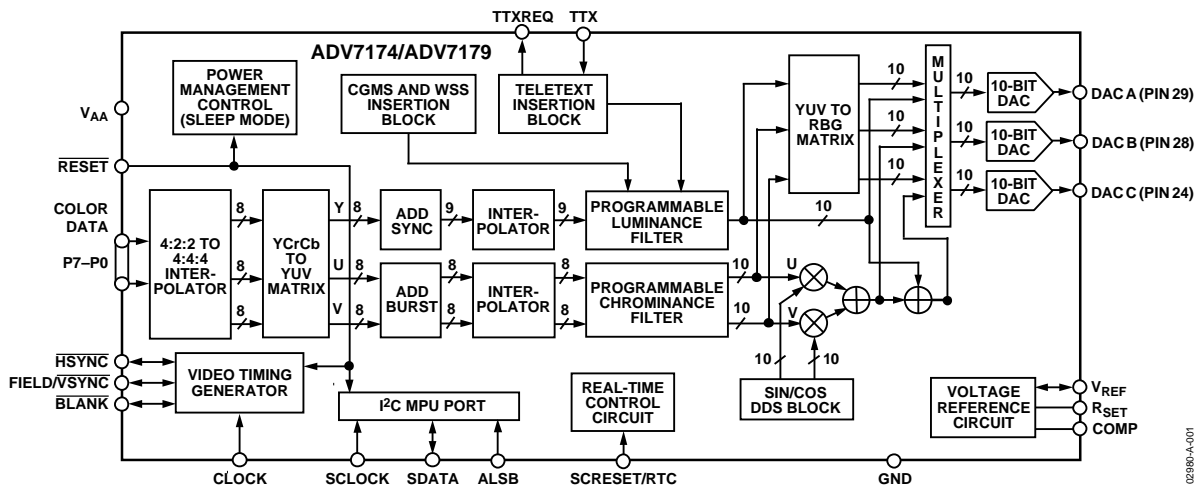 TTXREQ TTX
ADV7174/ADV7179
POWER
MANAGEMENT
CONTROL
(SLEEP MODE)
CGMS AND WSS
INSERTION
BLOCK
TELETEXT
INSERTION
BLOCK
YUV TO
RBG
MATRIX
10
10
10
MULTIPLEXER
10
10
10
10-BIT
DAC
10-BIT
DAC
10-BIT
DAC
DAC A (PIN 29)
DAC B (PIN 28)
DAC C (PIN 24)
VAA
RESET
COLOR
DATA
P7–P0
4:2:2 TO
4:4:4
INTER-
POLATOR
8
8
8
YCrCb
TO
YUV
MATRIX
Y 8
U 8
V 8
ADD
SYNC
9
INTER-
POLATOR
9
PROGRAMMABLE
LUMINANCE
FILTER
10
ADD
BURST
8
8
INTER-
POLATOR
8
8
PROGRAMMABLE
CHROMINANCE
FILTER
10
10
U
V
10 10
SIN/COS
DDS BLOCK
HSYNC
FIELD/VSYNC
BLANK
VIDEO TIMING
GENERATOR
I2C MPU PORT
REAL-TIME
CONTROL
CIRCUIT
VOLTAGE
REFERENCE
CIRCUIT
VREF
RSET
COMP
CLOCK SCLOCK SDATA ALSB SCRESET/RTC GND
02980-A-001